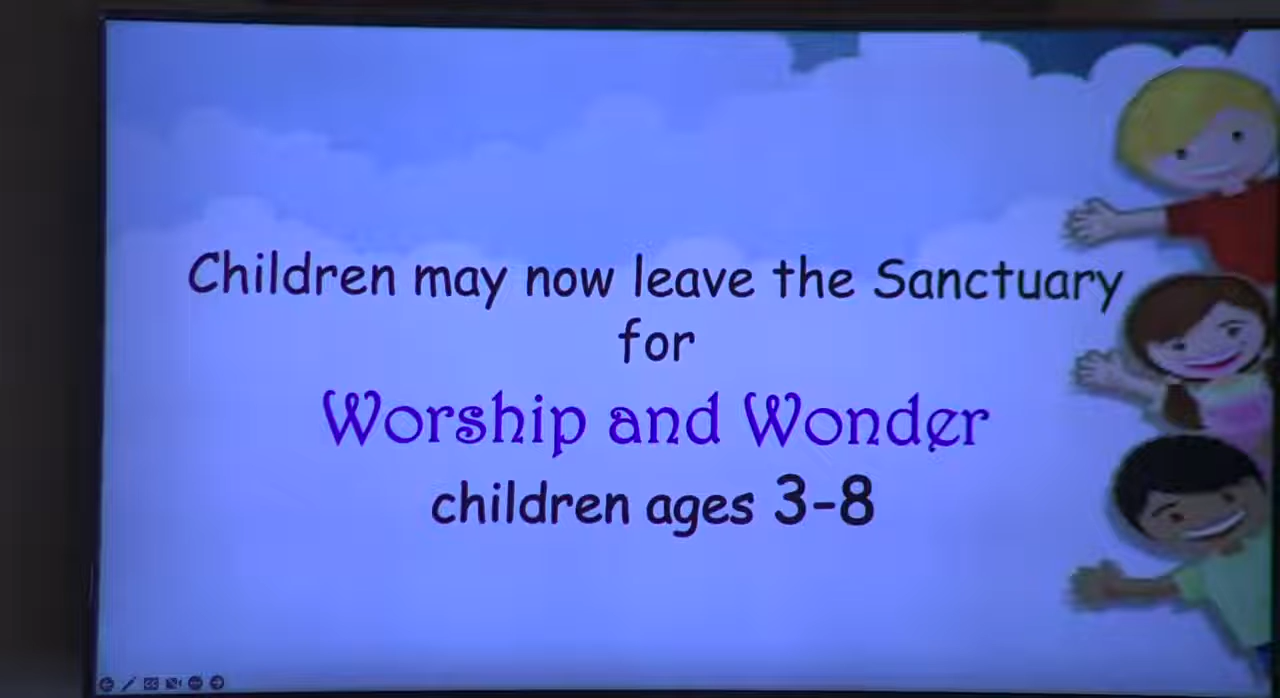 Children may now leave the Sanctuary
for
Worship and Wonder
children ages 3-8